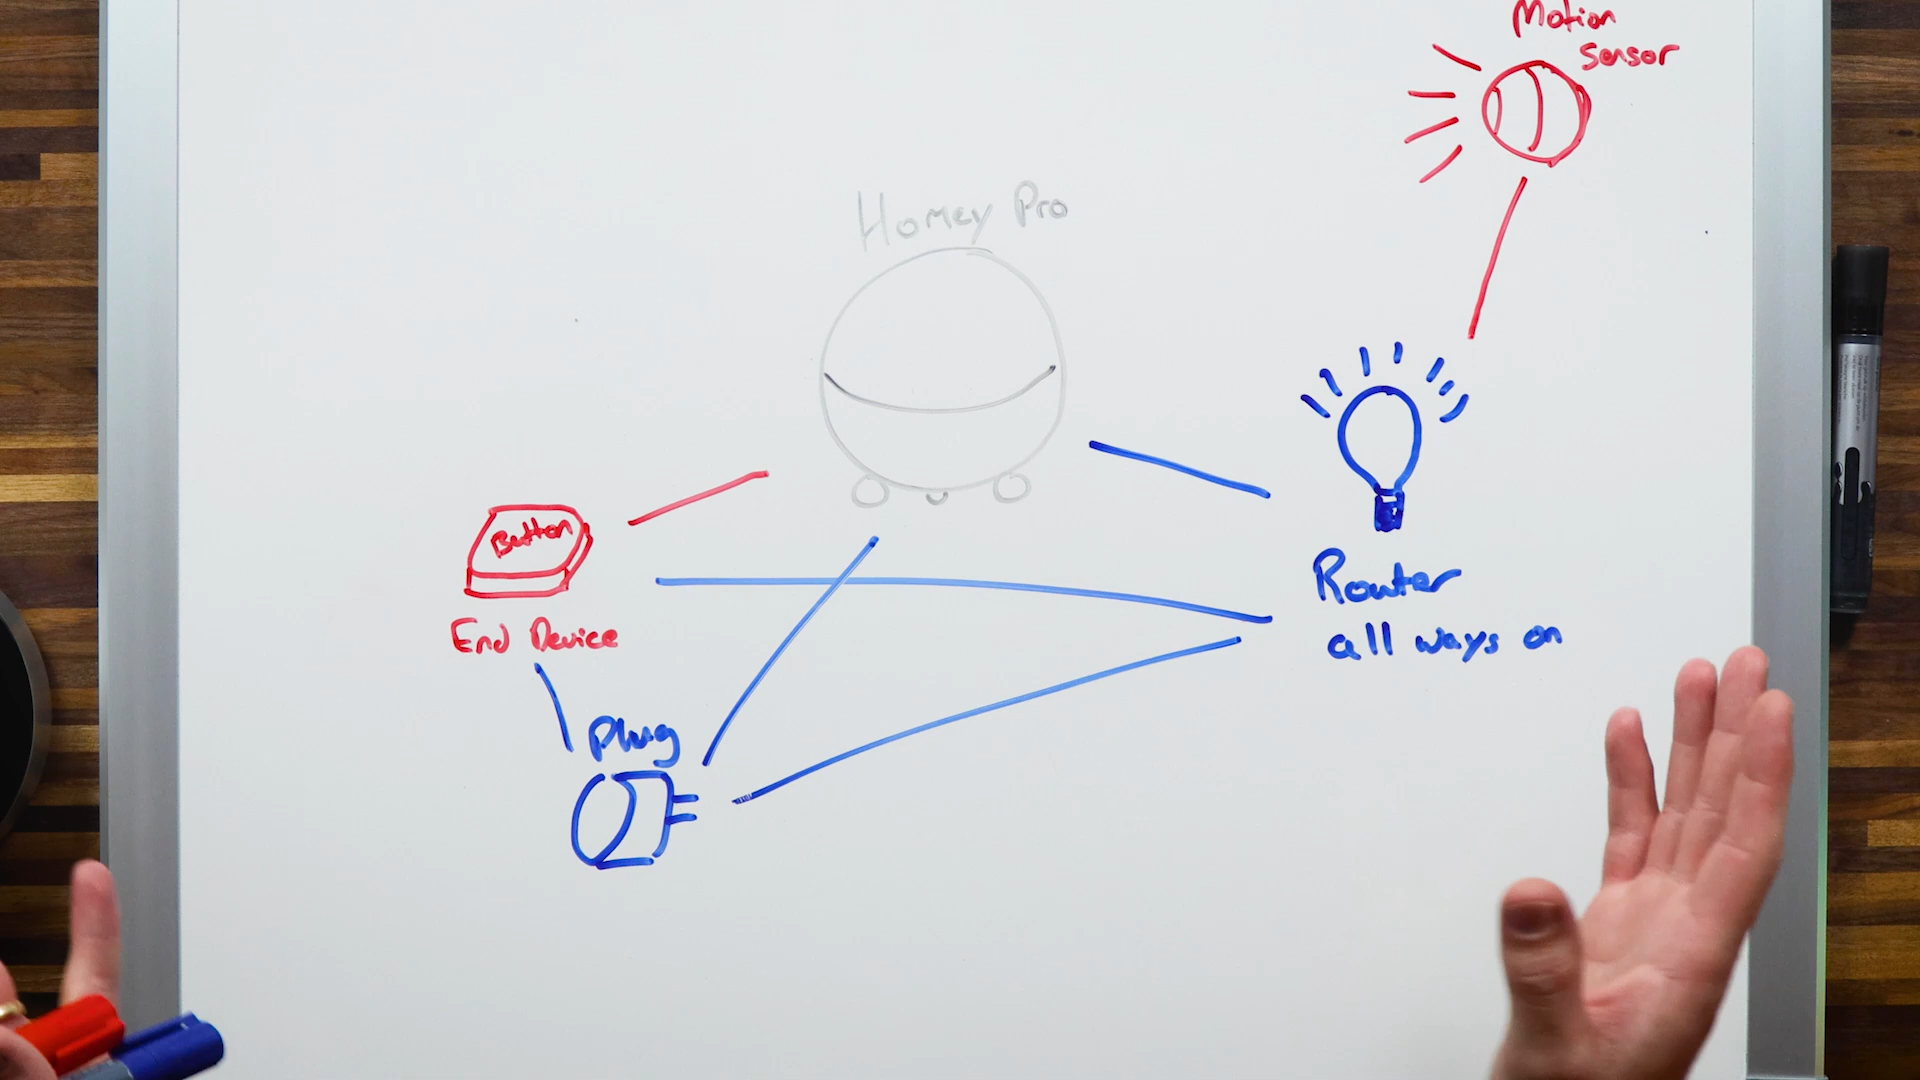 Motion
Sensor
Homey Pro
Button
End Device
Router
all ways on
Plug